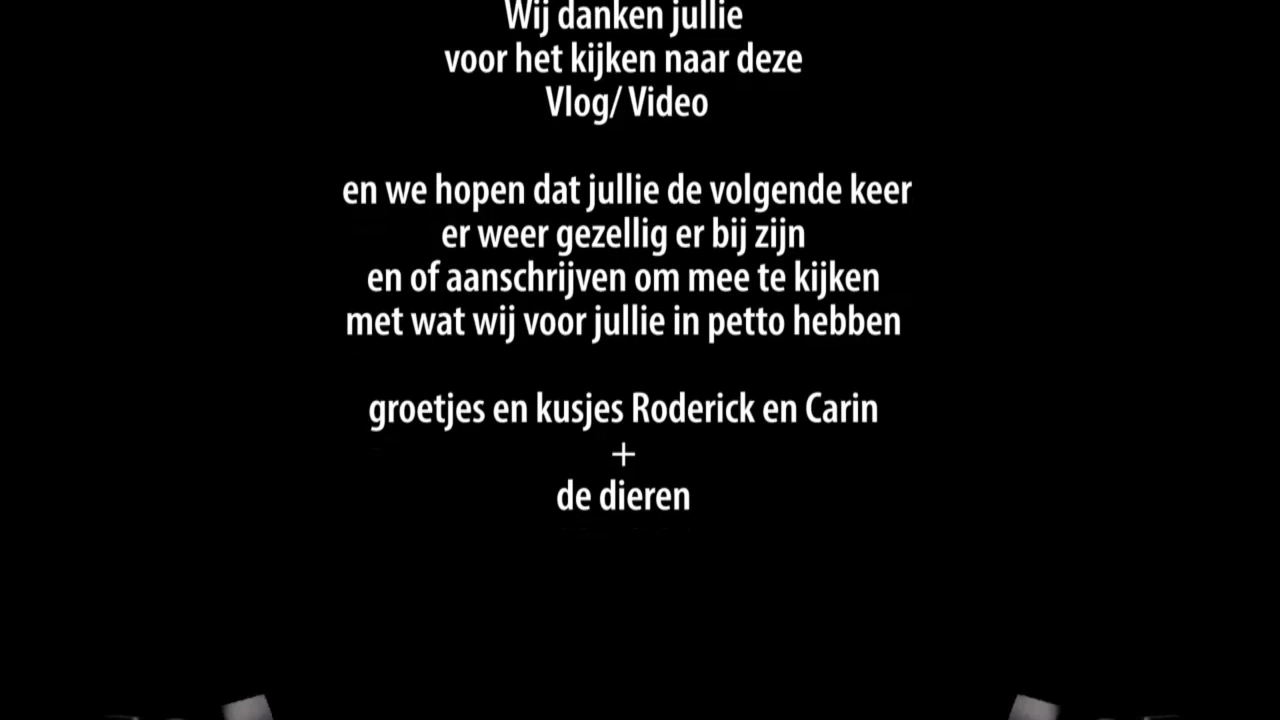 Wij danken jullie
voor het kijken naar deze
Vlog/ Video
en we hopen dat jullie de volgende keer
er weer gezellig er bij zijn
en of aanschrijven om mee te kijken
met wat wij voor jullie in petto hebben
groetjes en kusjes Roderick en Carin
+
de dieren